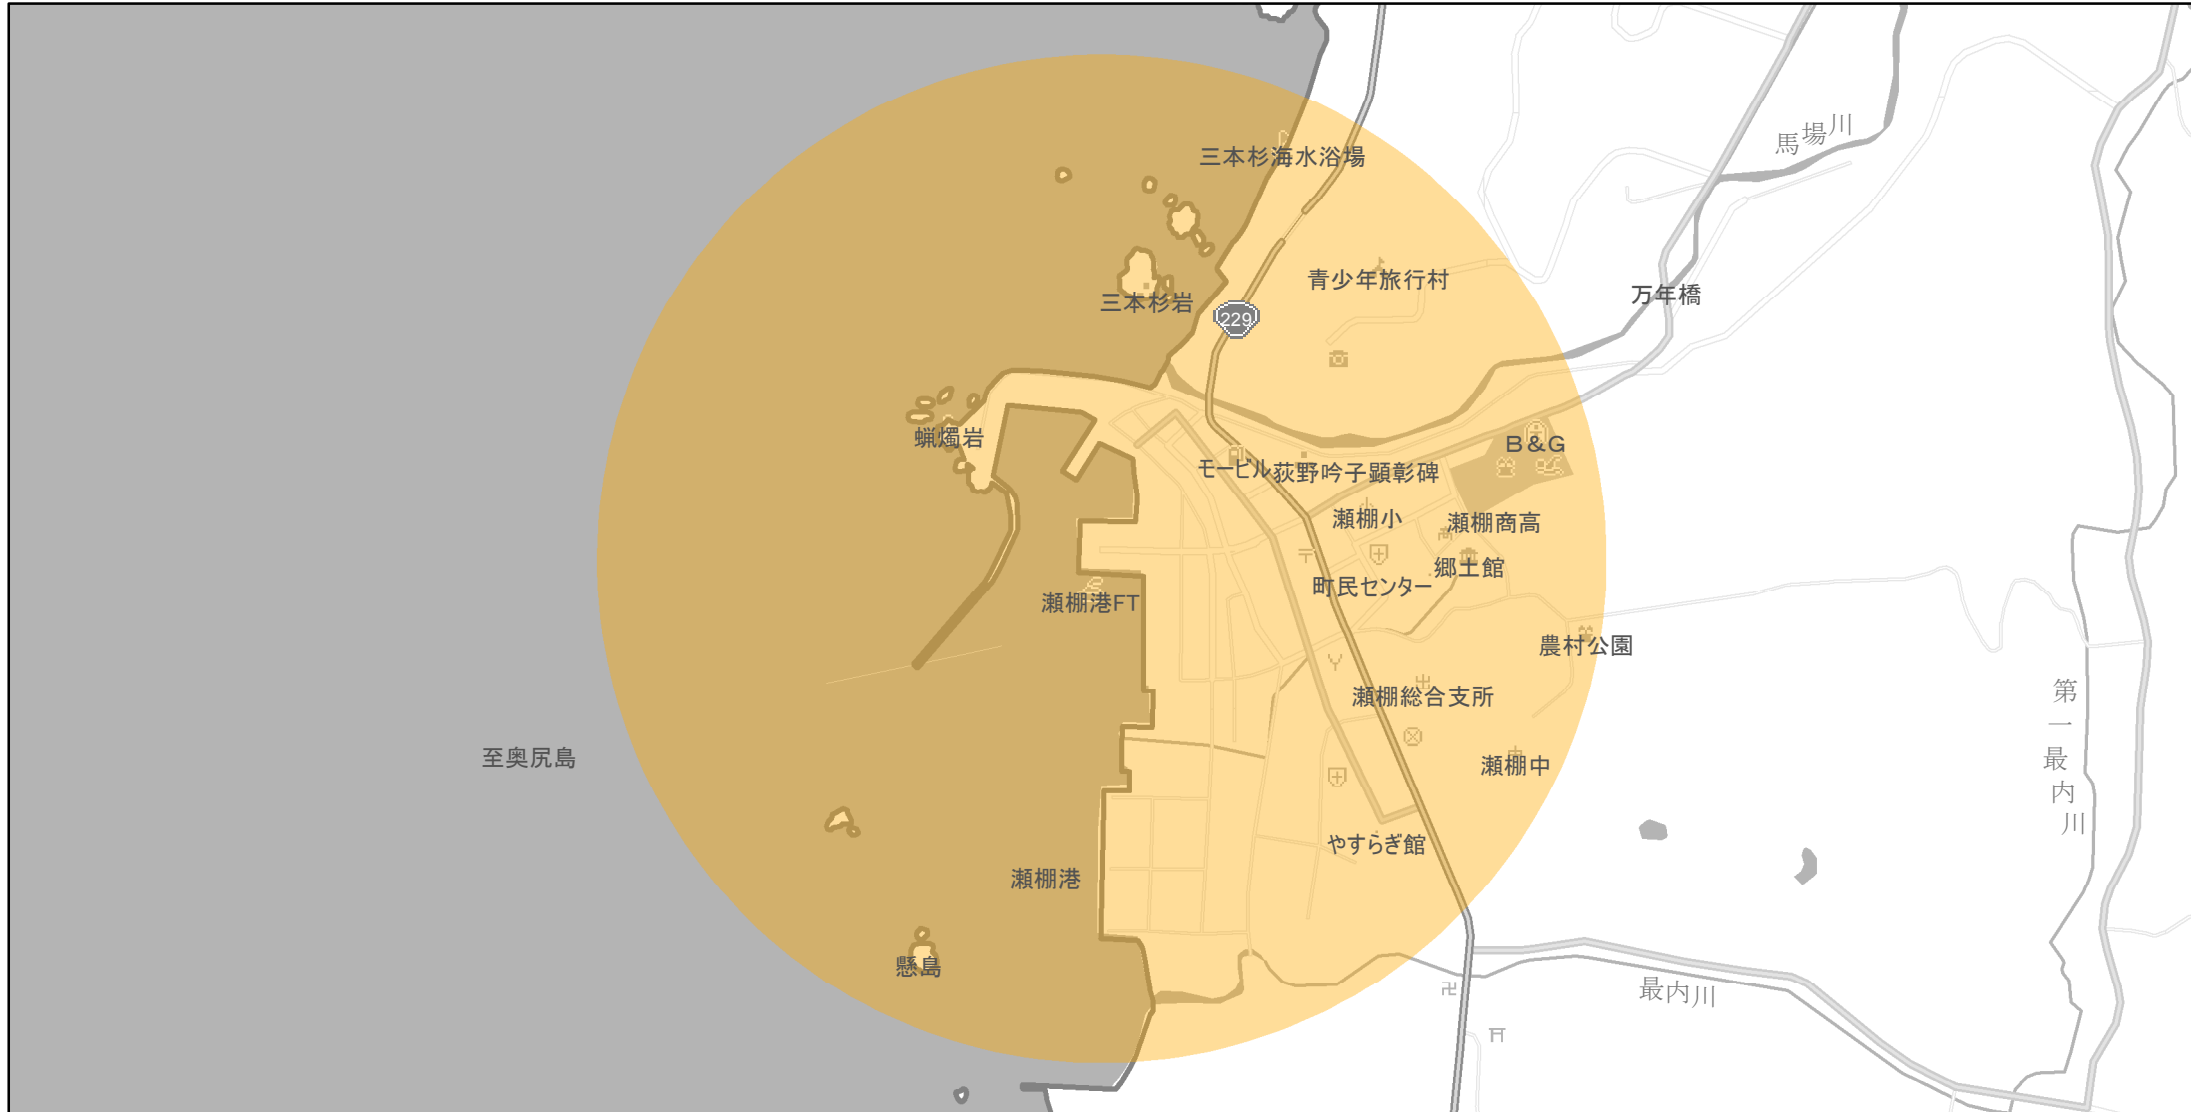 馬場川
三本杉海水浴場
青少年旅行村
万年橋
三本杉岩
229
蝋燭岩
B&G
モービル
荻野吟子顕彰碑
瀬棚小
瀬棚商高
郷土館
町民センター
瀬棚港FT
農村公園
瀬棚総合支所
第一最内川
至奥尻島
瀬棚中
やすらぎ館
瀬棚港
懸島
最内川